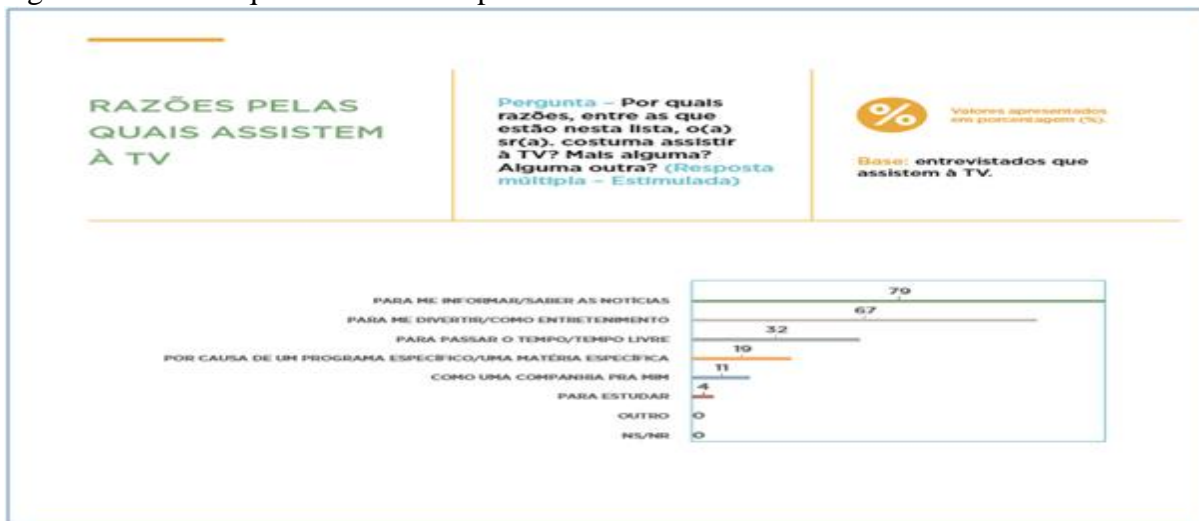 RAZÕES PELAS
QUAIS ASSISTEM
À TV
Pergunta – Por quais
razões, entre as que
estão nesta lista, o(a)
sr(a). costuma assistir
à TV? Mais alguma?
Alguma outra? (Resposta
múltipla – Estimulada)
%
Valores apresentados
em porcentagem (%).
Base: entrevistados que
assistem à TV.
PARA ME INFORMAR/SABER AS NOTÍCIAS 79
PARA ME DIVERTIR/COMO ENTRETENIMENTO 67
PARA PASSAR O TEMPO/TEMPO LIVRE 32
POR CAUSA DE UM PROGRAMA ESPECÍFICO/UMA MATÉRIA ESPECÍFICA 19
COMO UMA COMPANHIA PRA MIM 11
PARA ESTUDAR 4
OUTRO 0
NS/NR 0